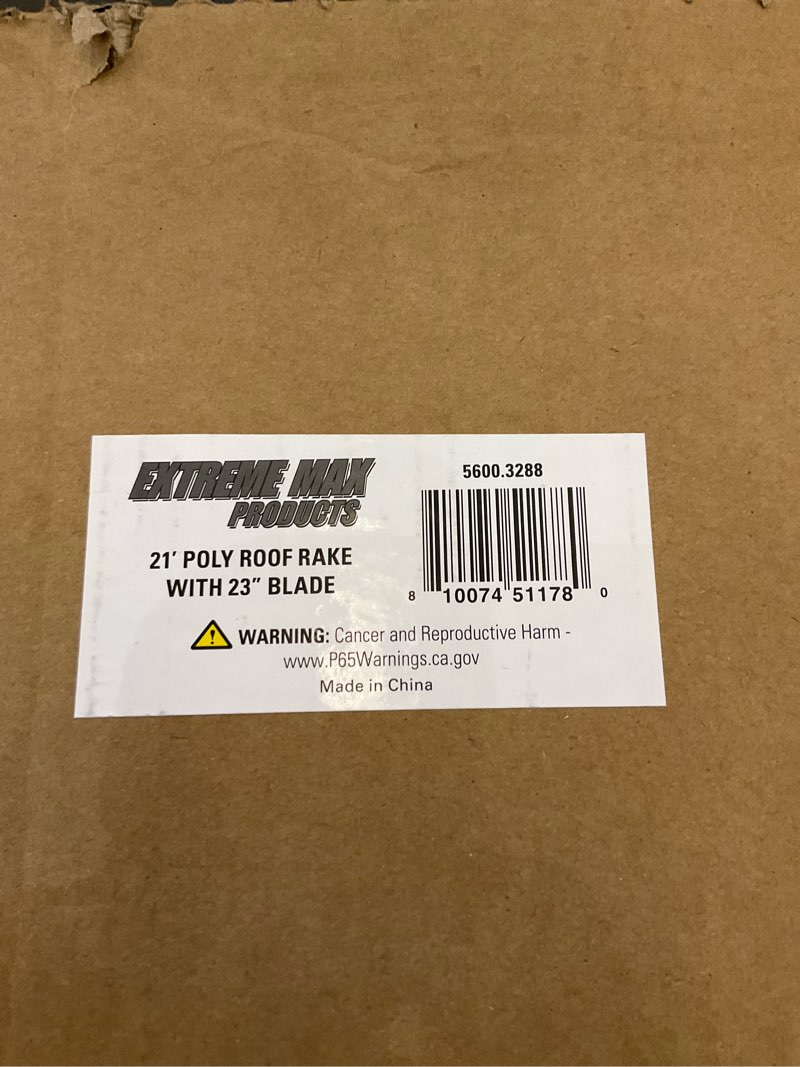 EXTREME MAX
PRODUCTS
21' POLY ROOF RAKE
WITH 23" BLADE
5600.3288
8 10074 51178 0
WARNING: Cancer and Reproductive Harm -
www.P65Warnings.ca.gov
Made in China